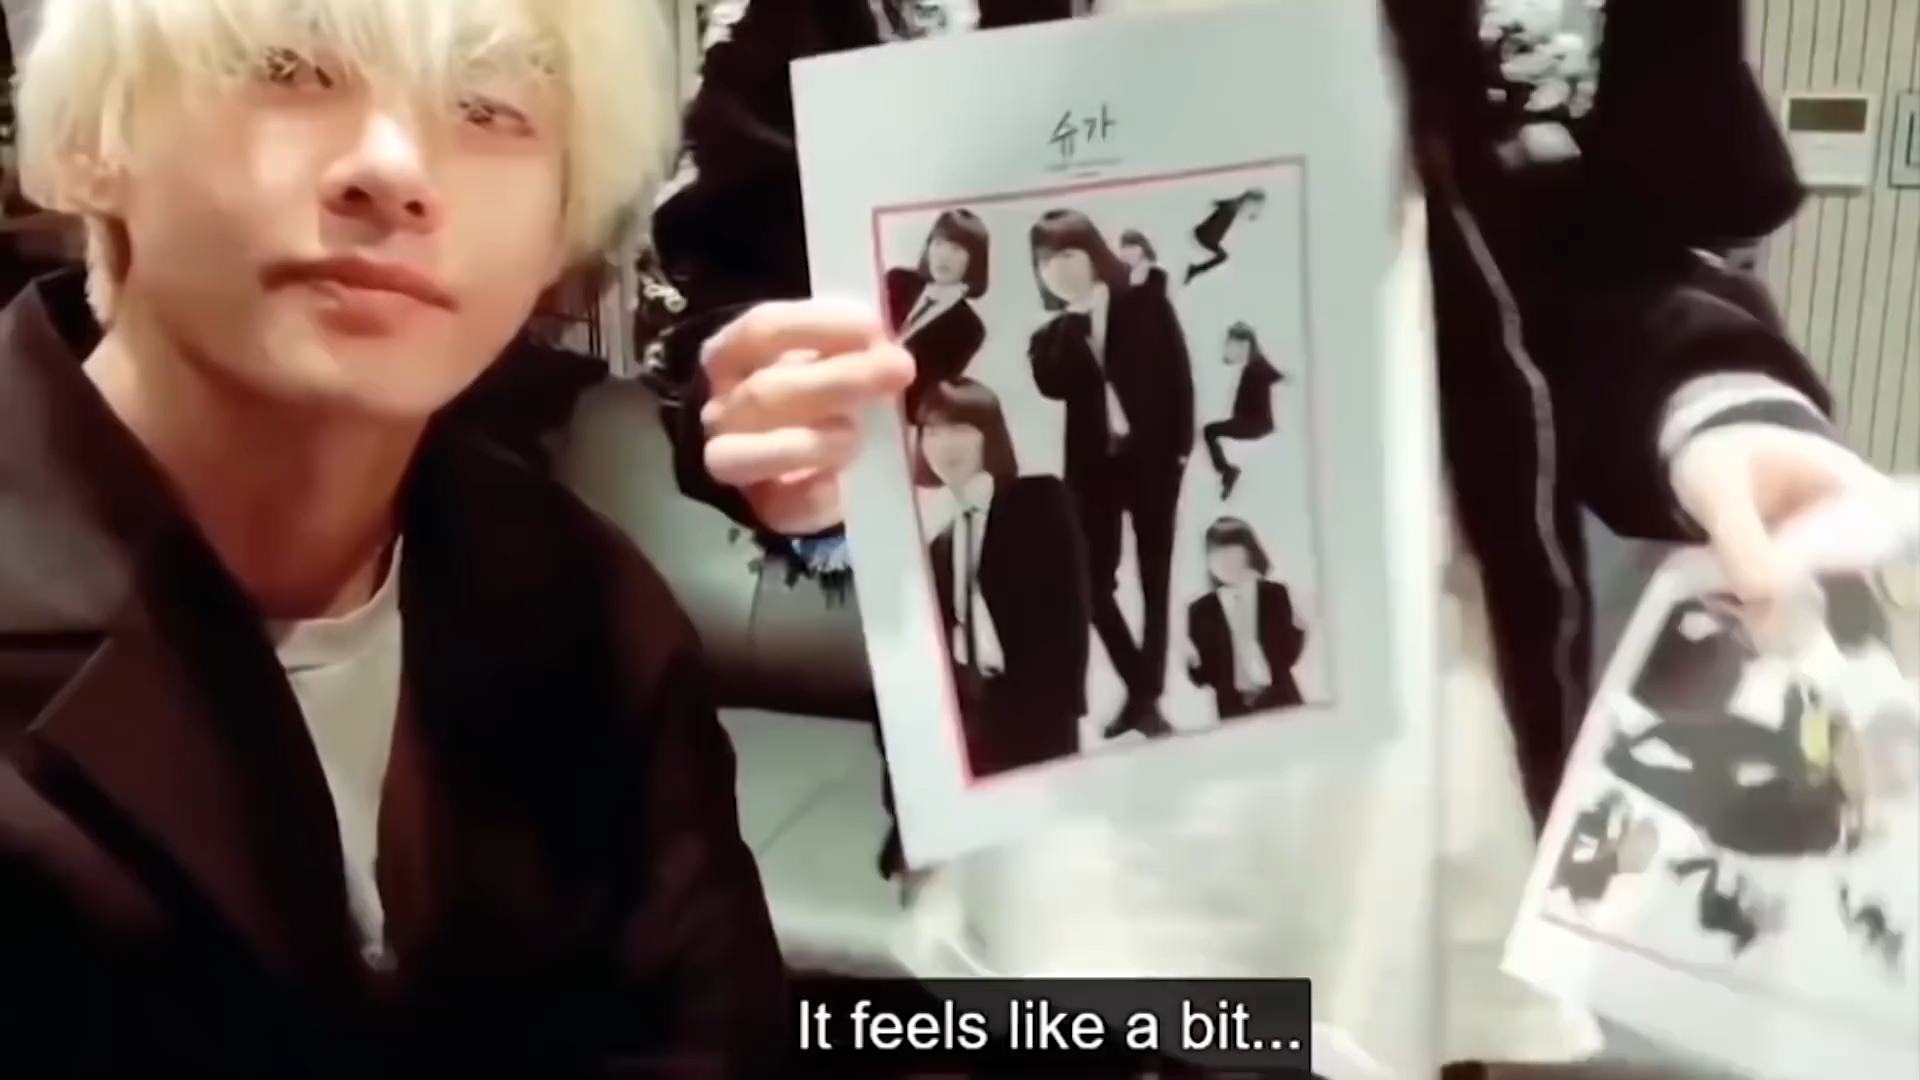 슈가
It feels like a bit...